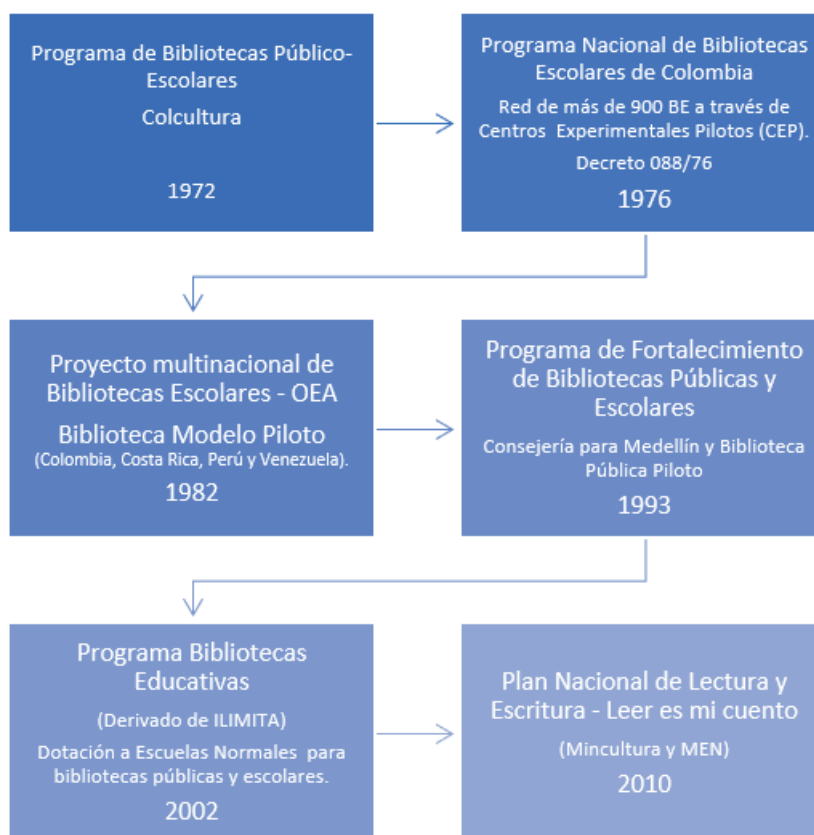 Programa de Bibliotecas Público-
Escolares
Colcultura
1972
Programa Nacional de Bibliotecas
Escolares de Colombia
Red de más de 900 BE a través de
Centros Experimentales Pilotos (CEP).
Decreto 088/76
1976
Proyecto multinacional de
Bibliotecas Escolares - OEA
Biblioteca Modelo Piloto
(Colombia, Costa Rica, Perú y Venezuela).
1982
Programa de Fortalecimiento
de Bibliotecas Públicas y
Escolares
Consejería para Medellín y Biblioteca
Pública Piloto
1993
Programa Bibliotecas
Educativas
(Derivado de ILIMITA)
Dotación a Escuelas Normales para
bibliotecas públicas y escolares.
2002
Plan Nacional de Lectura y
Escritura - Leer es mi cuento
(Mincultura y MEN)
2010